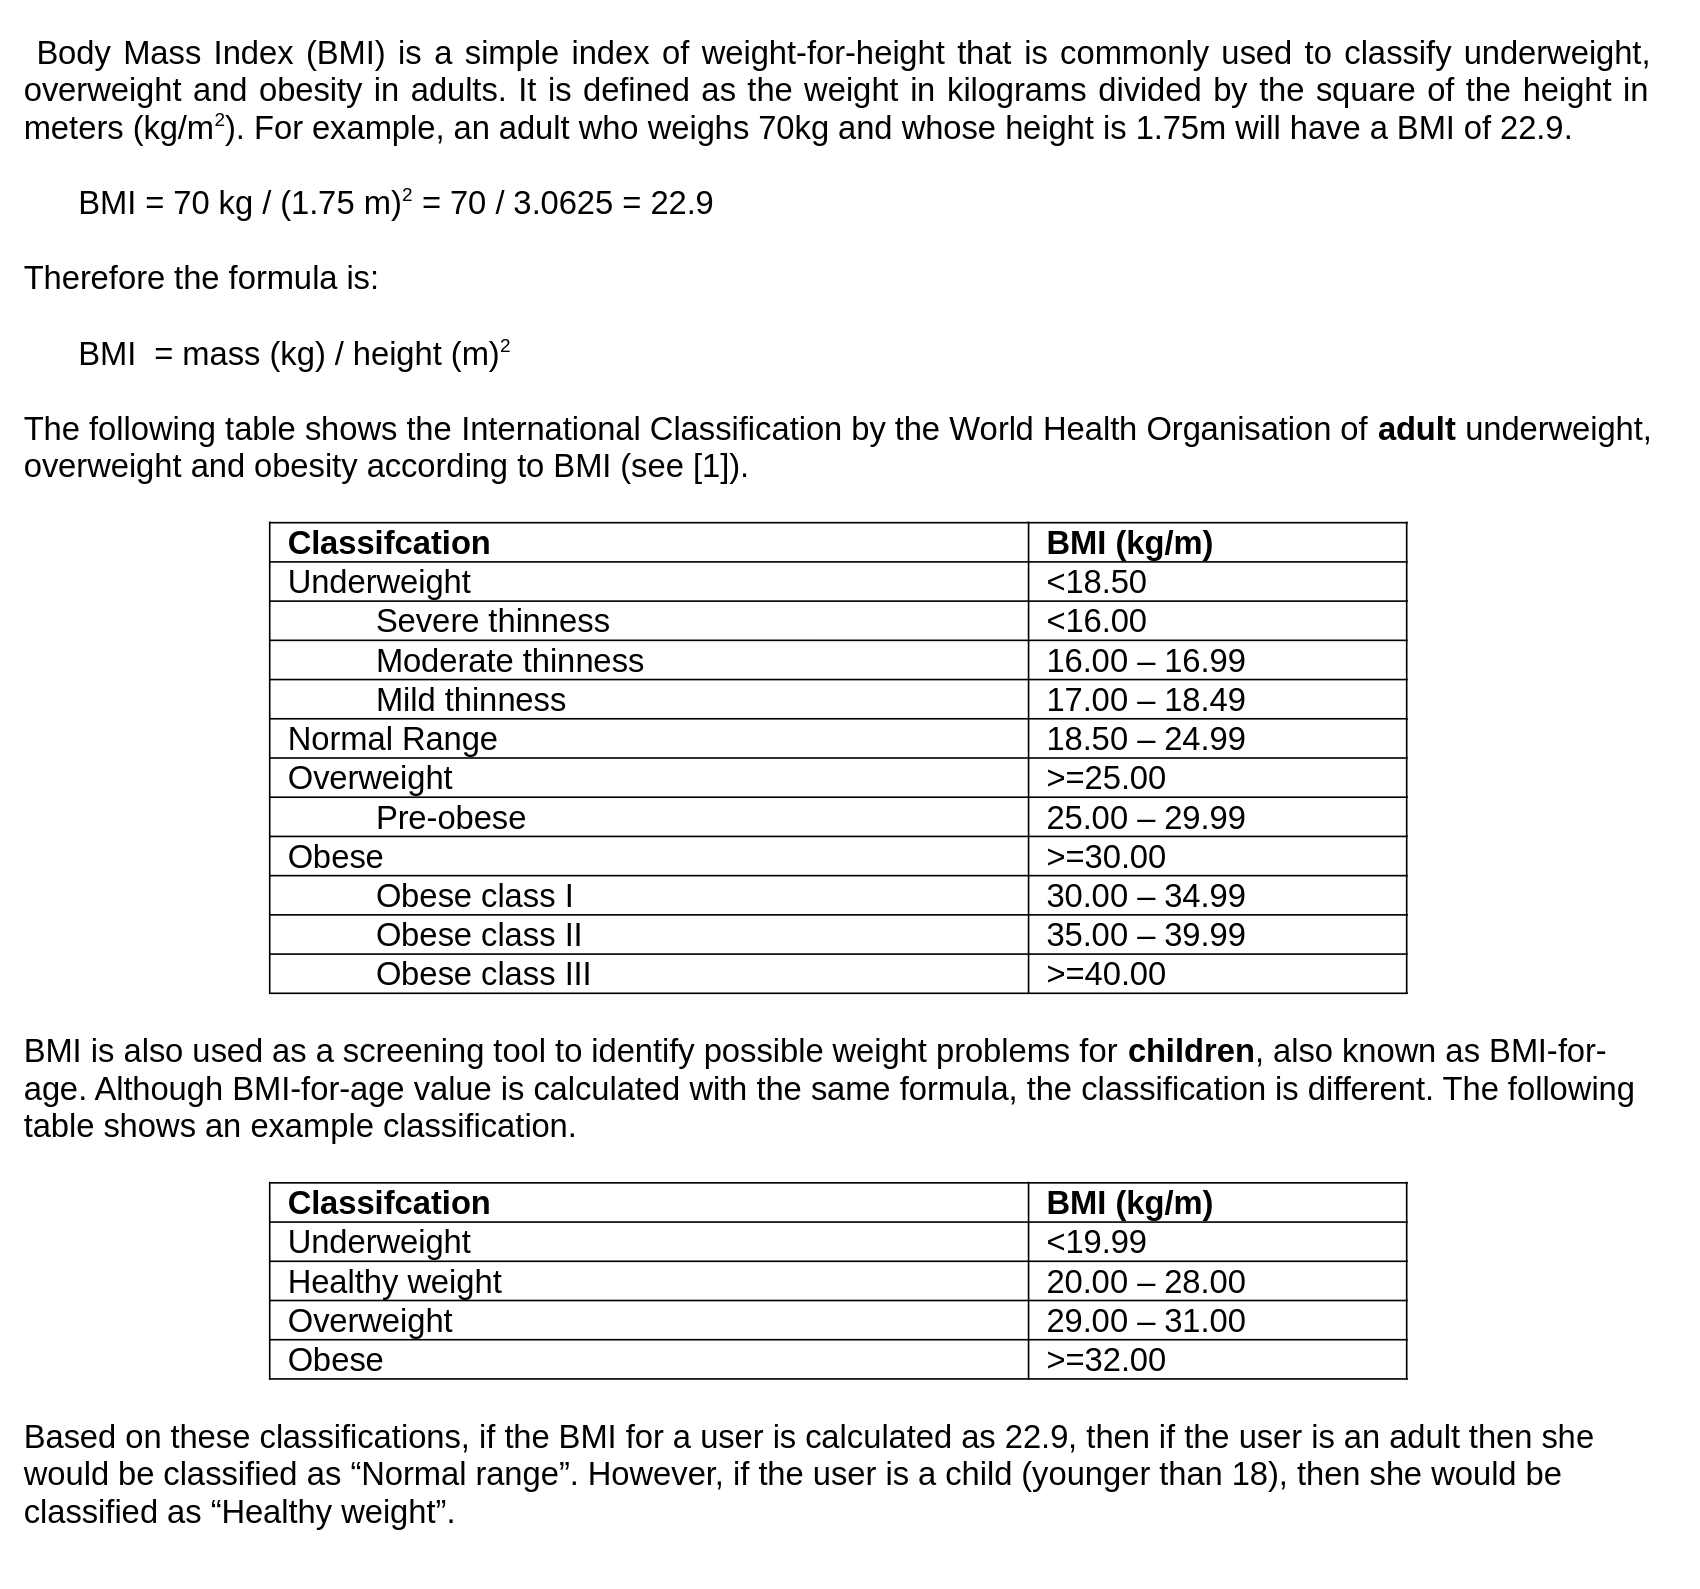 Body Mass Index (BMI) is a simple index of weight-for-height that is commonly used to classify underweight,
overweight and obesity in adults. It is defined as the weight in kilograms divided by the square of the height in
meters (kg/m²). For example, an adult who weighs 70kg and whose height is 1.75m will have a BMI of 22.9.
BMI = 70 kg / (1.75 m)² = 70 / 3.0625 = 22.9
Therefore the formula is:
BMI = mass (kg) / height (m)²
The following table shows the International Classification by the World Health Organisation of adult underweight,
overweight and obesity according to BMI (see [1]).
Classifcation BMI (kg/m)
Underweight <18.50
Severe thinness <16.00
Moderate thinness 16.00 – 16.99
Mild thinness 17.00 – 18.49
Normal Range 18.50 – 24.99
Overweight >=25.00
Pre-obese 25.00 – 29.99
Obese >=30.00
Obese class I 30.00 – 34.99
Obese class II 35.00 – 39.99
Obese class III >=40.00
BMI is also used as a screening tool to identify possible weight problems for children, also known as BMI-for-
age. Although BMI-for-age value is calculated with the same formula, the classification is different. The following
table shows an example classification.
Classifcation BMI (kg/m)
Underweight <19.99
Healthy weight 20.00 – 28.00
Overweight 29.00 – 31.00
Obese >=32.00
Based on these classifications, if the BMI for a user is calculated as 22.9, then if the user is an adult then she
would be classified as “Normal range”. However, if the user is a child (younger than 18), then she would be
classified as “Healthy weight”.